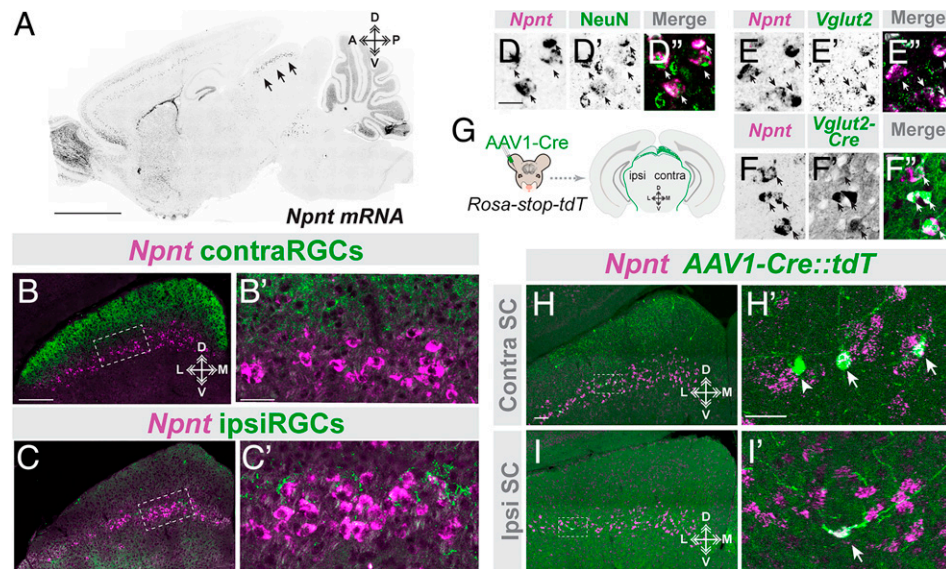 A
D
A P
V
Npnt mRNA
Npnt contraRGCs
B
B'
D
L M
V
Npnt ipsiRGCs
C
C'
Npnt NeuN Merge
D D' D"
Npnt Vglut2 Merge
E E' E"
G
AAV1-Cre
Rosa-stop-tdT
ipsi contra
D
L M
V
Npnt Vglut2-Cre Merge
F F' F"
Npnt AAV1-Cre::tdT
Contra SC
H
H'
D
L M
V
Ipsi SC
I
I'
D
L M
V